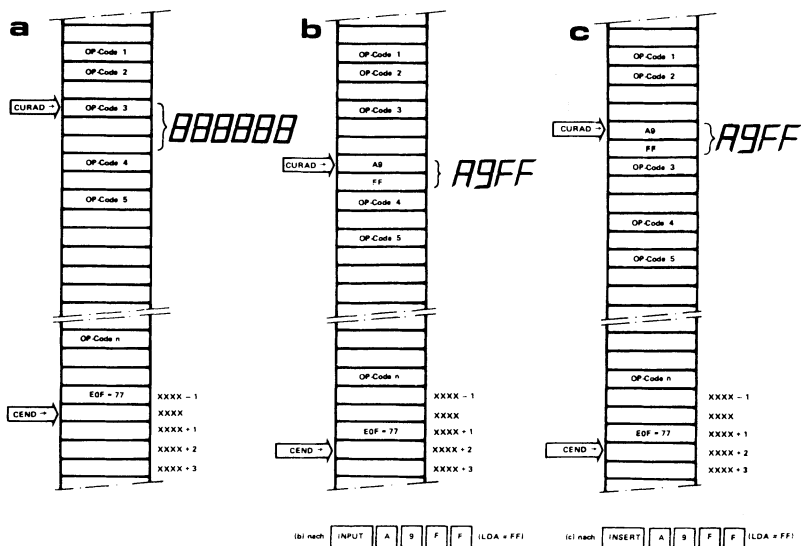 a
OP-Code 1
OP-Code 2
CURAD →
OP-Code 3
888888
OP-Code 4
OP-Code 5
OP-Code n
EOF = 77
XXXX - 1
CEND →
XXXX
XXXX + 1
XXXX + 2
XXXX + 3
b
OP-Code 1
OP-Code 2
OP-Code 3
CURAD →
A9
FF
A9FF
OP-Code 4
OP-Code 5
OP-Code n
XXXX - 1
XXXX
EOF = 77
XXXX + 1
CEND →
XXXX + 2
XXXX + 3
(b) nach INPUT A 9 F F (LDA # FF)
c
OP-Code 1
OP-Code 2
CURAD →
A9
FF
A9FF
OP-Code 3
OP-Code 4
OP-Code 5
OP-Code n
XXXX - 1
XXXX
EOF = 77
XXXX + 1
CEND →
XXXX + 2
XXXX + 3
(c) nach INSERT A 9 F F (LDA # FF)